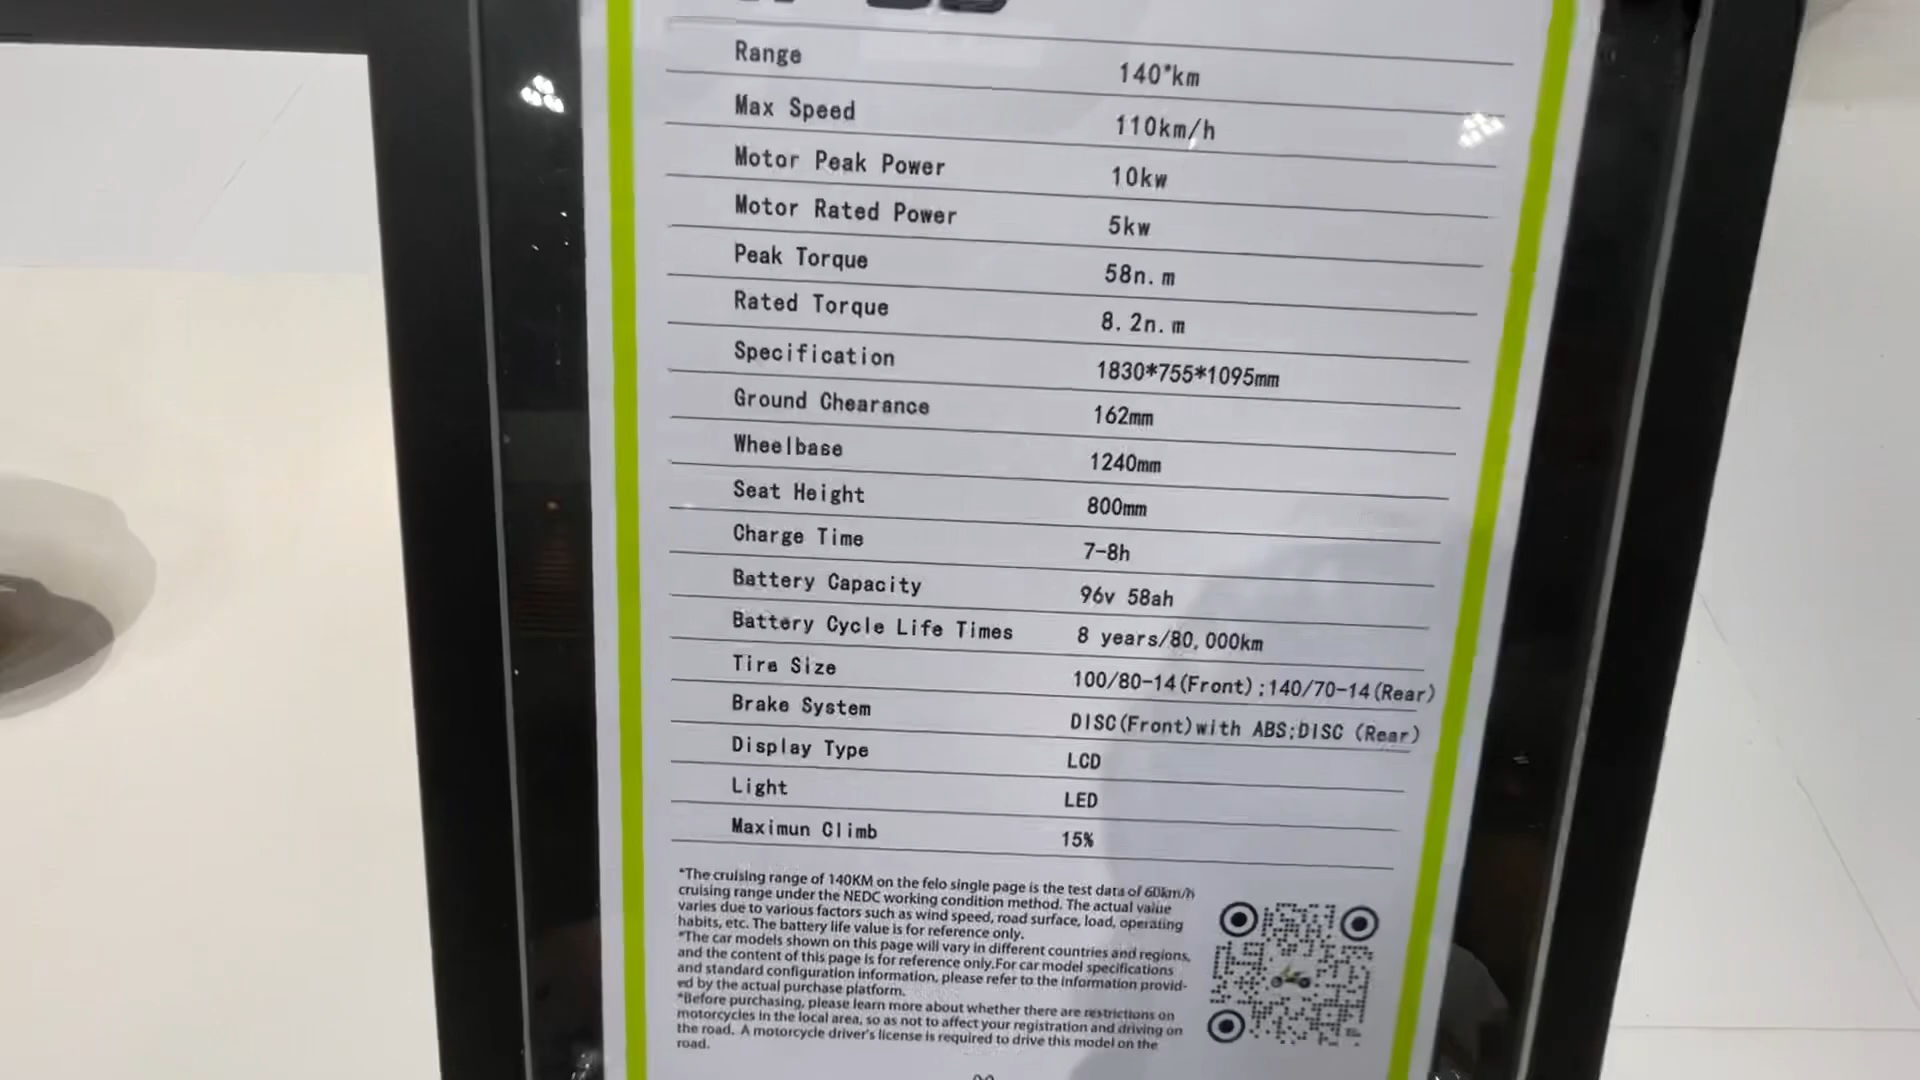 Range 140*km
Max Speed 110km/h
Motor Peak Power 10kw
Motor Rated Power 5kw
Peak Torque 58n.m
Rated Torque 8.2n.m
Specification 1830*755*1095mm
Ground Chearance 162mm
Wheelbase 1240mm
Seat Height 800mm
Charge Time 7-8h
Battery Capacity 96v 58ah
Battery Cycle Life Times 8 years/80,000km
Tire Size 100/80-14(Front);140/70-14(Rear)
Brake System DISC(Front)with ABS;DISC (Rear)
Display Type LCD
Light LED
Maximun Climb 15%
*The cruising range of 140KM on the felo single page is the test data of 60km/h
cruising range under the NEDC working condition method. The actual value
varies due to various factors such as wind speed, road surface, load, operating
habits, etc. The battery life value is for reference only.
*The car models shown on this page will vary in different countries and regions,
and the content of this page is for reference only.For car model specifications
and standard configuration information, please refer to the information provid-
ed by the actual purchase platform.
*Before purchasing, please learn more about whether there are restrictions on
motorcycles in the local area, so as not to affect your registration and driving on
the road. A motorcycle driver's license is required to drive this model on the
road.